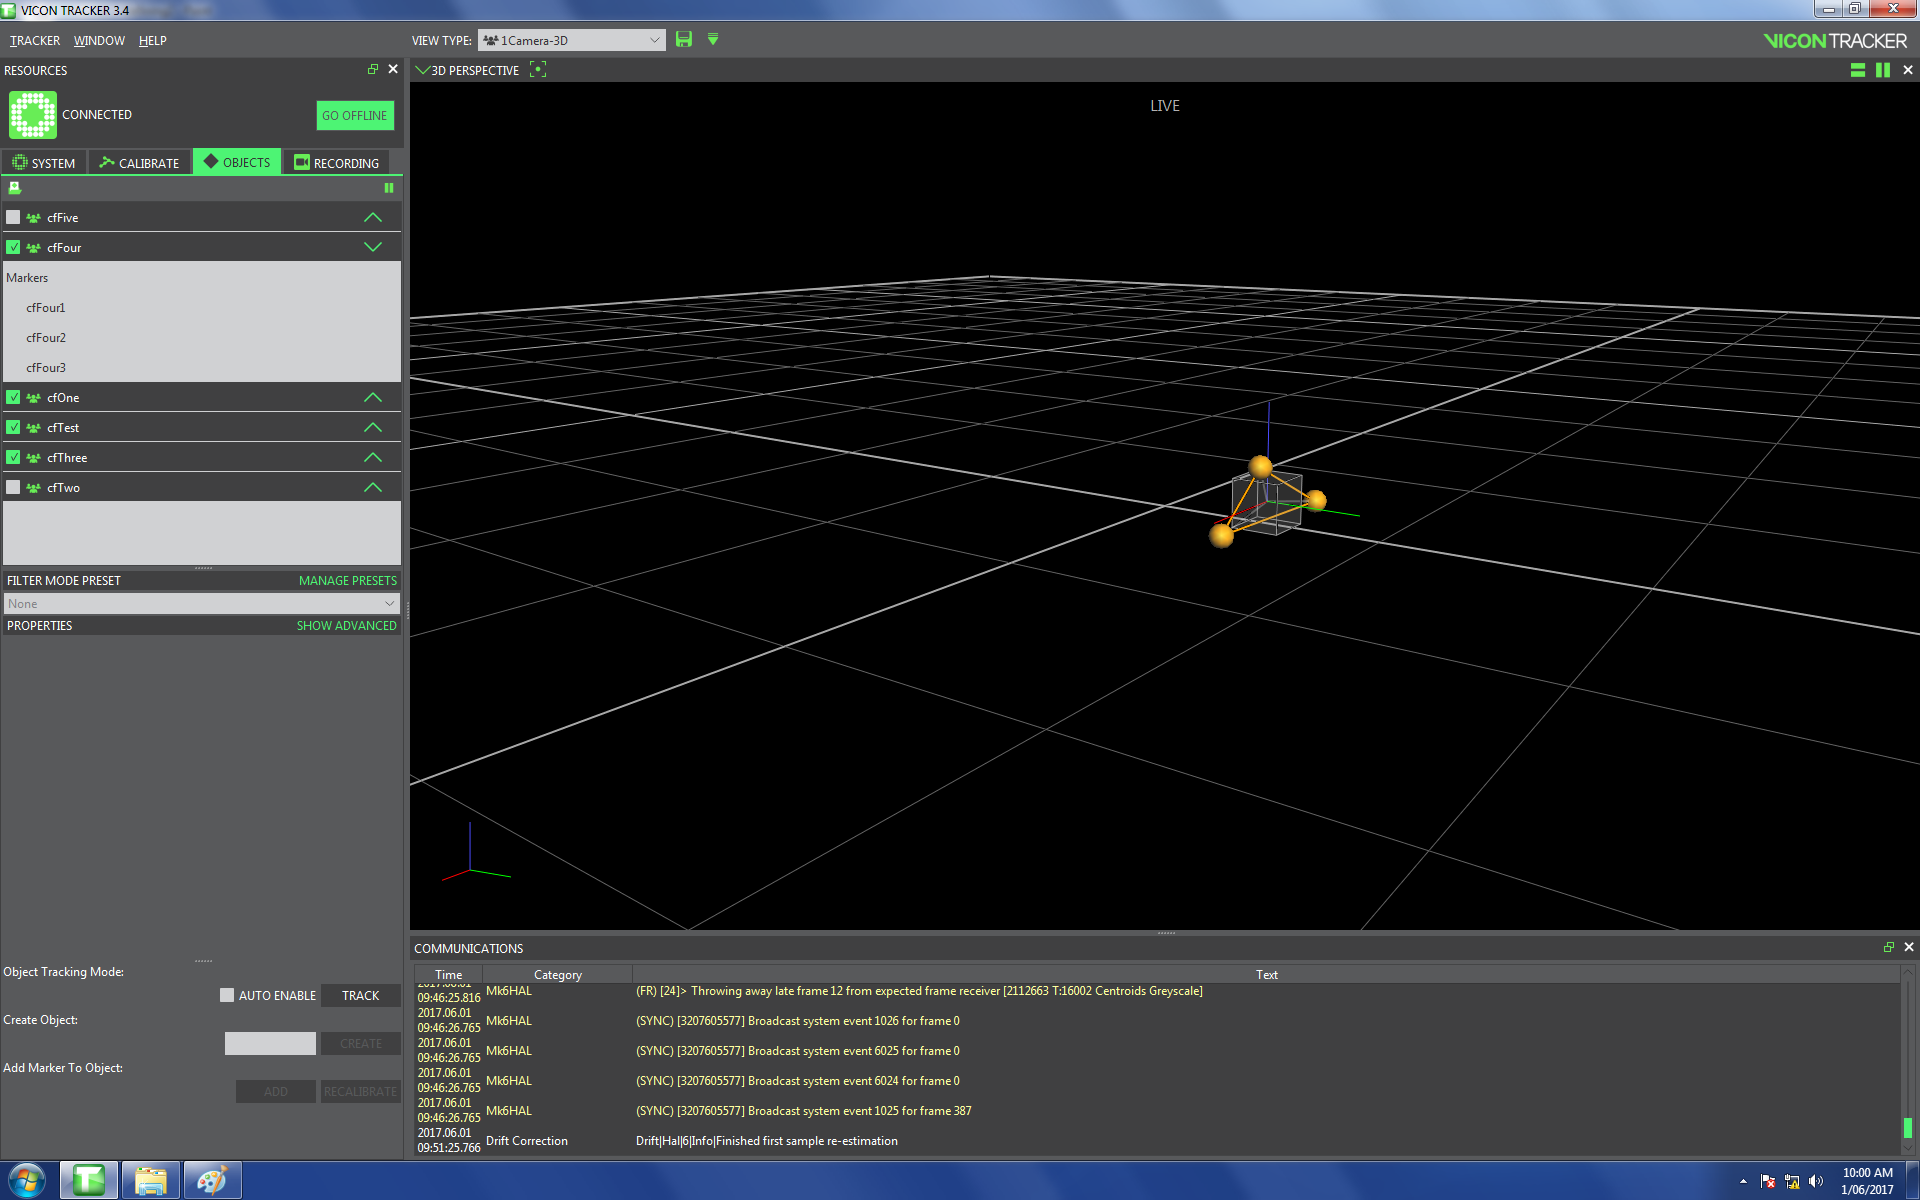 VICON TRACKER 3.4
TRACKER WINDOW HELP
VIEW TYPE: 1Camera-3D
VICON TRACKER
RESOURCES
3D PERSPECTIVE
CONNECTED
GO OFFLINE
LIVE
SYSTEM CALIBRATE OBJECTS RECORDING
cfFive
cfFour
Markers
cfFour1
cfFour2
cfFour3
cfOne
cfTest
cfThree
cfTwo
FILTER MODE PRESET MANAGE PRESETS
None
PROPERTIES SHOW ADVANCED
Object Tracking Mode:
AUTO ENABLE TRACK
Create Object:
CREATE
Add Marker To Object:
ADD RECALIBRATE
COMMUNICATIONS
Time Category Text
2017.06.01
09:46:25.816 Mk6HAL (FR) [24]> Throwing away late frame 12 from expected frame receiver [2112663 T:16002 Centroids Greyscale]
2017.06.01
09:46:26.765 Mk6HAL (SYNC) [3207605577] Broadcast system event 1026 for frame 0
2017.06.01
09:46:26.765 Mk6HAL (SYNC) [3207605577] Broadcast system event 6025 for frame 0
2017.06.01
09:46:26.765 Mk6HAL (SYNC) [3207605577] Broadcast system event 6024 for frame 0
2017.06.01
09:46:26.765 Mk6HAL (SYNC) [3207605577] Broadcast system event 1025 for frame 387
2017.06.01
09:51:25.766 Drift Correction Drift|Hal|6|Info|Finished first sample re-estimation
10:00 AM
1/06/2017